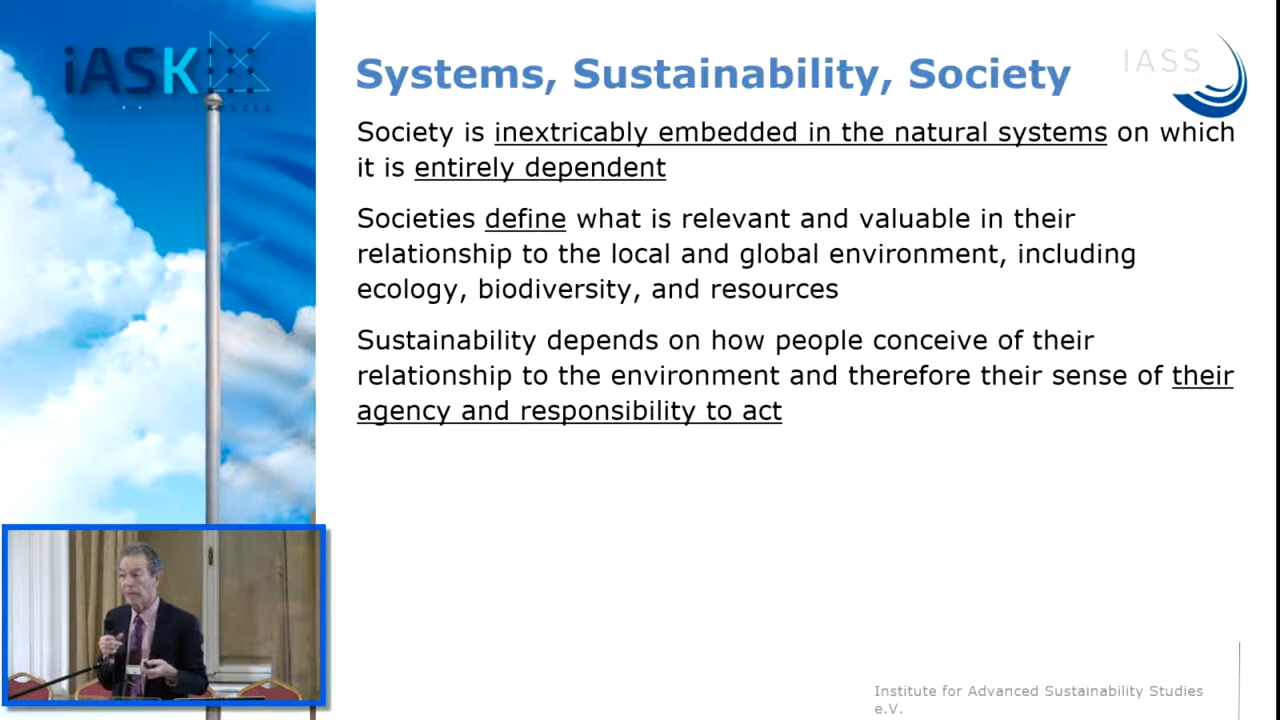 iASK
KŐSZEG
Systems, Sustainability, Society
IASS
Society is inextricably embedded in the natural systems on which
it is entirely dependent
Societies define what is relevant and valuable in their
relationship to the local and global environment, including
ecology, biodiversity, and resources
Sustainability depends on how people conceive of their
relationship to the environment and therefore their sense of their
agency and responsibility to act
Institute for Advanced Sustainability Studies
e.V.